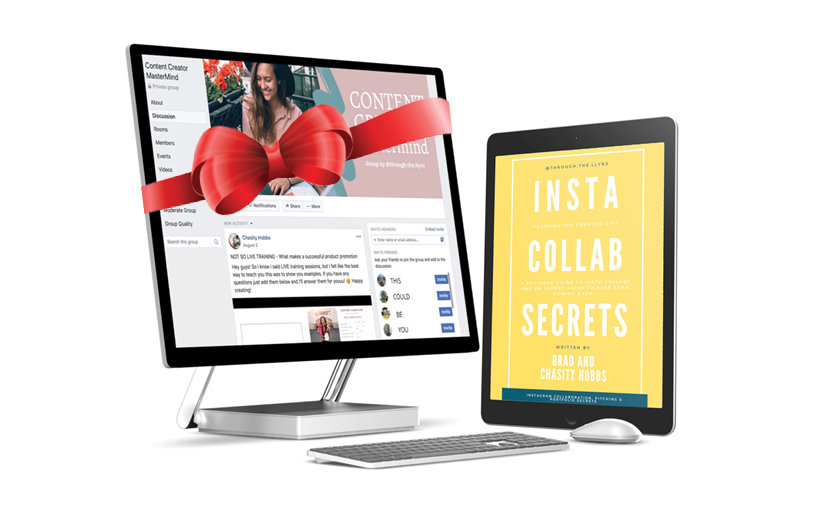 Content Creator
MasterMind
Private group
About
Discussion
Rooms
Members
Events
Videos
Moderate Group
Group Quality
Search this group
CONTENT
Group by @through.the.llyns
Notifications
Share
More
NEW ACTIVITY
Chasity Hobbs
August 5
NOT SO LIVE TRAINING - What makes a successful product promotion
Hey guys! So I know I said LIVE training sessions, but I felt like the best
way to teach you this was to show you examples. If you have any
questions just add them below and I'll answer them for youuu! 😊 Happy
creating!
INVITE MEMBERS
Embed Invite
+ Enter name or email address...
INVITE FRIENDS
Ask your friends to join the group and add to the
discussion.
THIS
Invite
COULD
Invite
BE
Invite
YOU
Invite
@THROUGH.THE.LLYNS
INSTA
PURSUING THE CREATIVE LIFE
COLLAB
A BEGINNER GUIDE TO INSTA COLLABS
AND AN EXPERT GUIDE TO KEEP THEM
COMING BACK
SECRETS
WRITTEN BY
BRAD AND
CHASITY HOBBS
INSTAGRAM COLLABORATION, PITCHING &
PORTFOLIO SECRETS